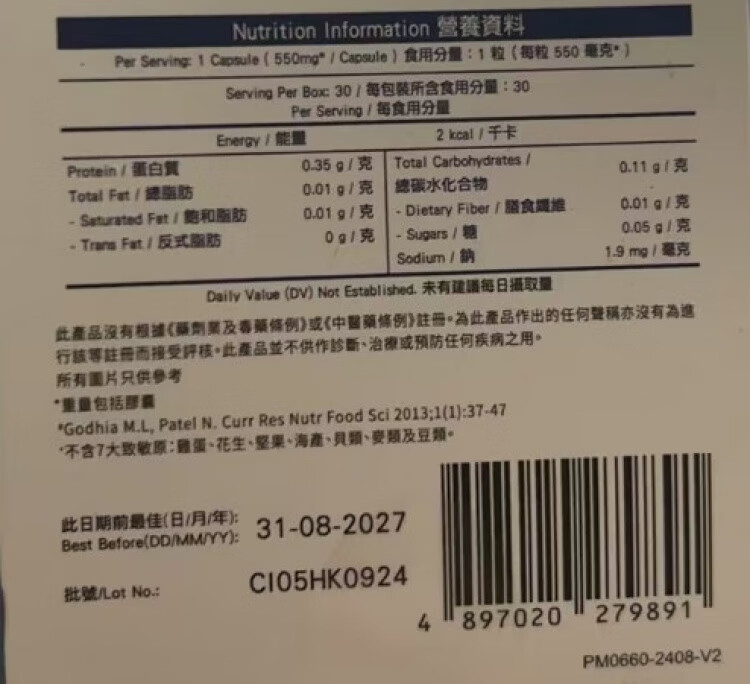 Nutrition Information 營養資料
Per Serving: 1 Capsule ( 550mg* / Capsule ) 食用分量：1 粒 ( 每粒 550 毫克* )
Serving Per Box: 30 / 每包裝所含食用分量：30
Per Serving / 每食用分量
Energy / 能量 2 kcal / 千卡
Protein / 蛋白質 0.35 g / 克
Total Fat / 總脂肪 0.01 g / 克
- Saturated Fat / 飽和脂肪 0.01 g / 克
- Trans Fat / 反式脂肪 0 g / 克
Total Carbohydrates / 總碳水化合物 0.11 g / 克
- Dietary Fiber / 膳食纖維 0.01 g / 克
- Sugars / 糖 0.05 g / 克
Sodium / 鈉 1.9 mg / 毫克
Daily Value (DV) Not Established. 未有建議每日攝取量
此產品沒有根據《藥劑業及毒藥條例》或《中醫藥條例》註冊。為此產品作出的任何聲稱亦沒有為進
行該等註冊而接受評核。此產品並不供作診斷、治療或預防任何疾病之用。
所有圖片只供參考
*重量包括膠囊
#Godhia M.L, Patel N. Curr Res Nutr Food Sci 2013;1(1):37-47
不含7大致敏原：雞蛋、花生、堅果、海產、貝類、麥類及豆類。
此日期前最佳(日/月/年):
Best Before(DD/MM/YY): 31-08-2027
批號/Lot No.: CI05HK0924
4 897020 279891
PM0660-2408-V2